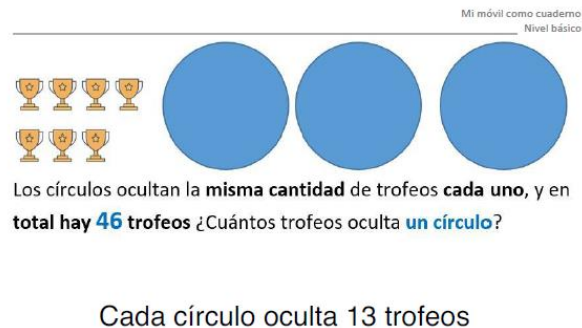 Mi móvil como cuaderno
Nivel básico
Los círculos ocultan la misma cantidad de trofeos cada uno, y en
total hay 46 trofeos ¿Cuántos trofeos oculta un círculo?
Cada círculo oculta 13 trofeos